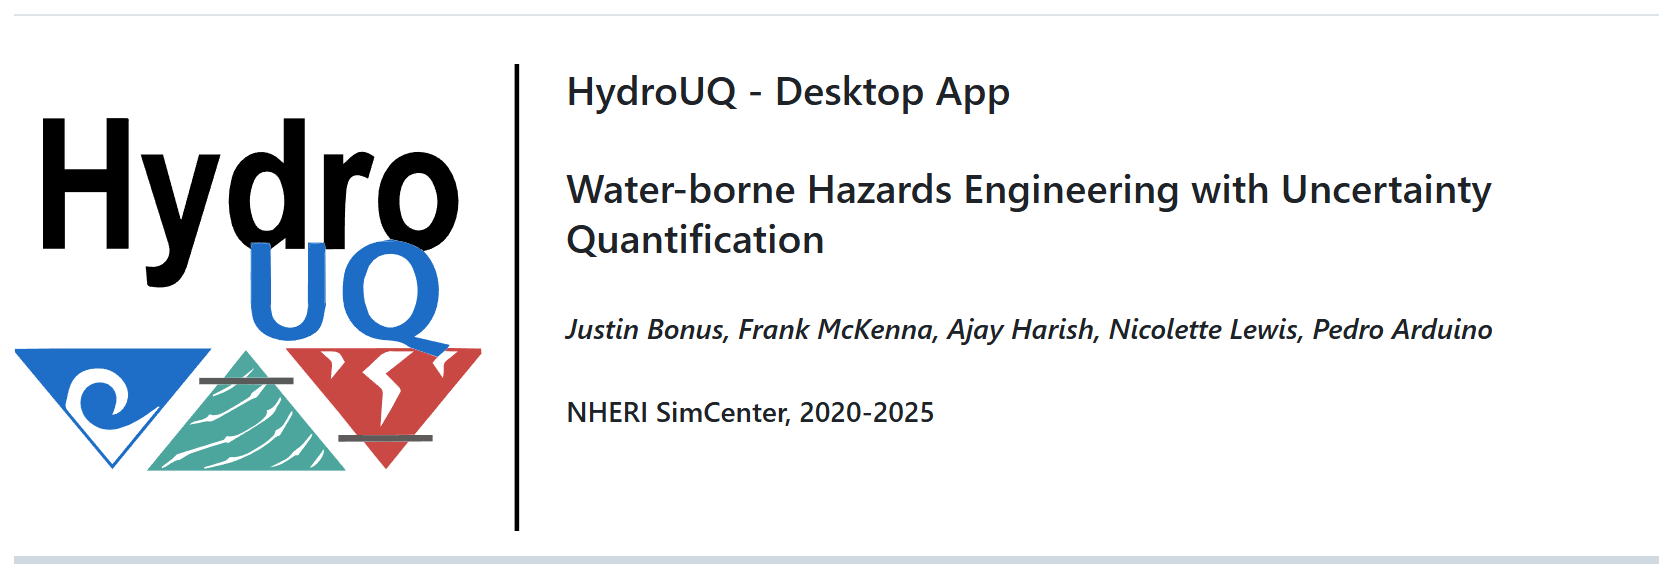 Hydro
UQ
HydroUQ - Desktop App
Water-borne Hazards Engineering with Uncertainty
Quantification
Justin Bonus, Frank McKenna, Ajay Harish, Nicolette Lewis, Pedro Arduino
NHERI SimCenter, 2020-2025